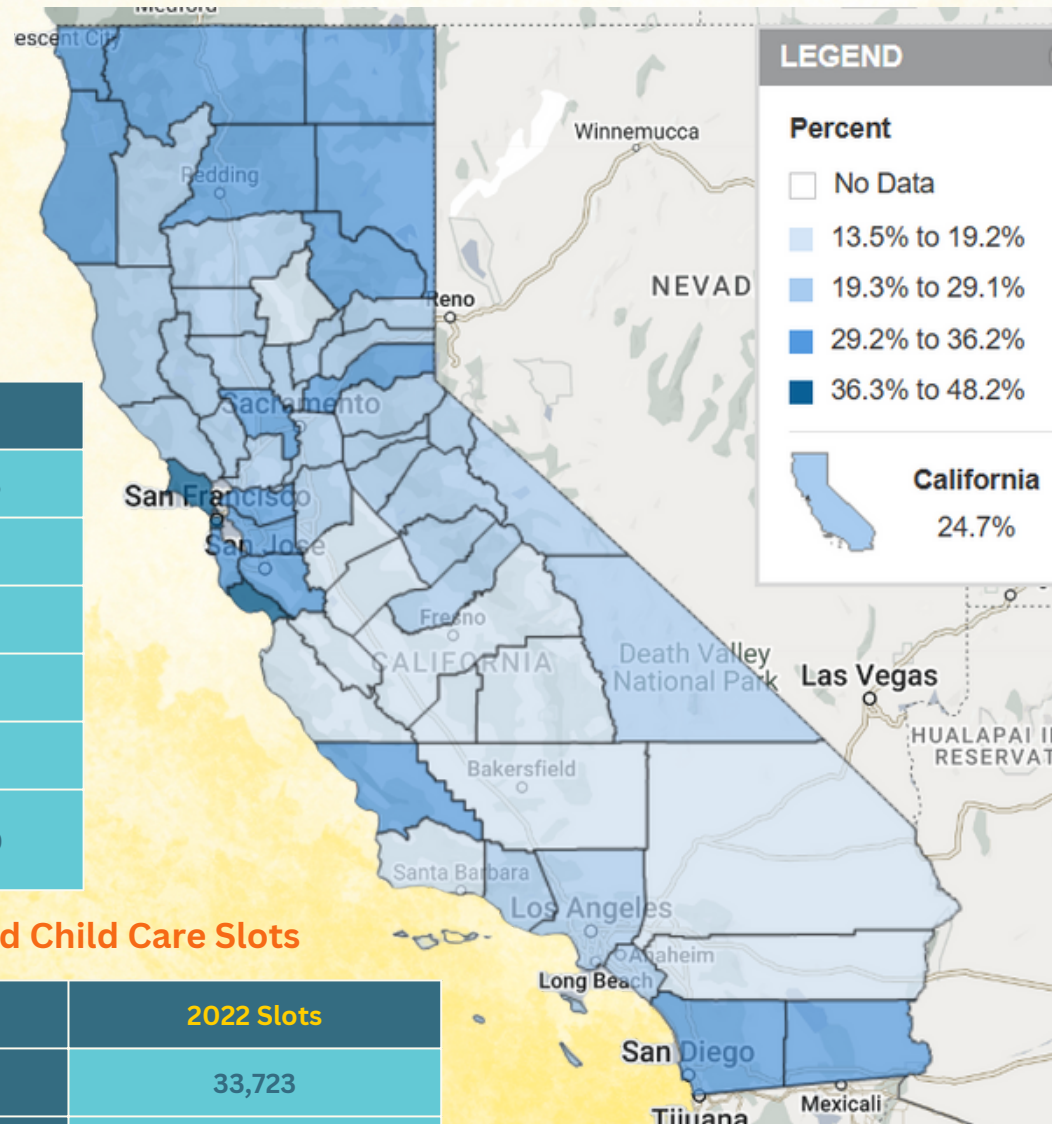 Medford
escent City
LEGEND
Percent
No Data
13.5% to 19.2%
19.3% to 29.1%
29.2% to 36.2%
36.3% to 48.2%
California
24.7%
Winnemucca
Redding
NEVAD
Reno
Sacramento
San Francisco
San Jose
Fresno
CALIFORNIA
Death Valley
National Park
Las Vegas
HUALAPAI I
RESERVAT
Bakersfield
Santa Barbara
Los Angeles
Anaheim
Long Beach
San Diego
Mexicali
Tijuana
d Child Care Slots
2022 Slots
33,723